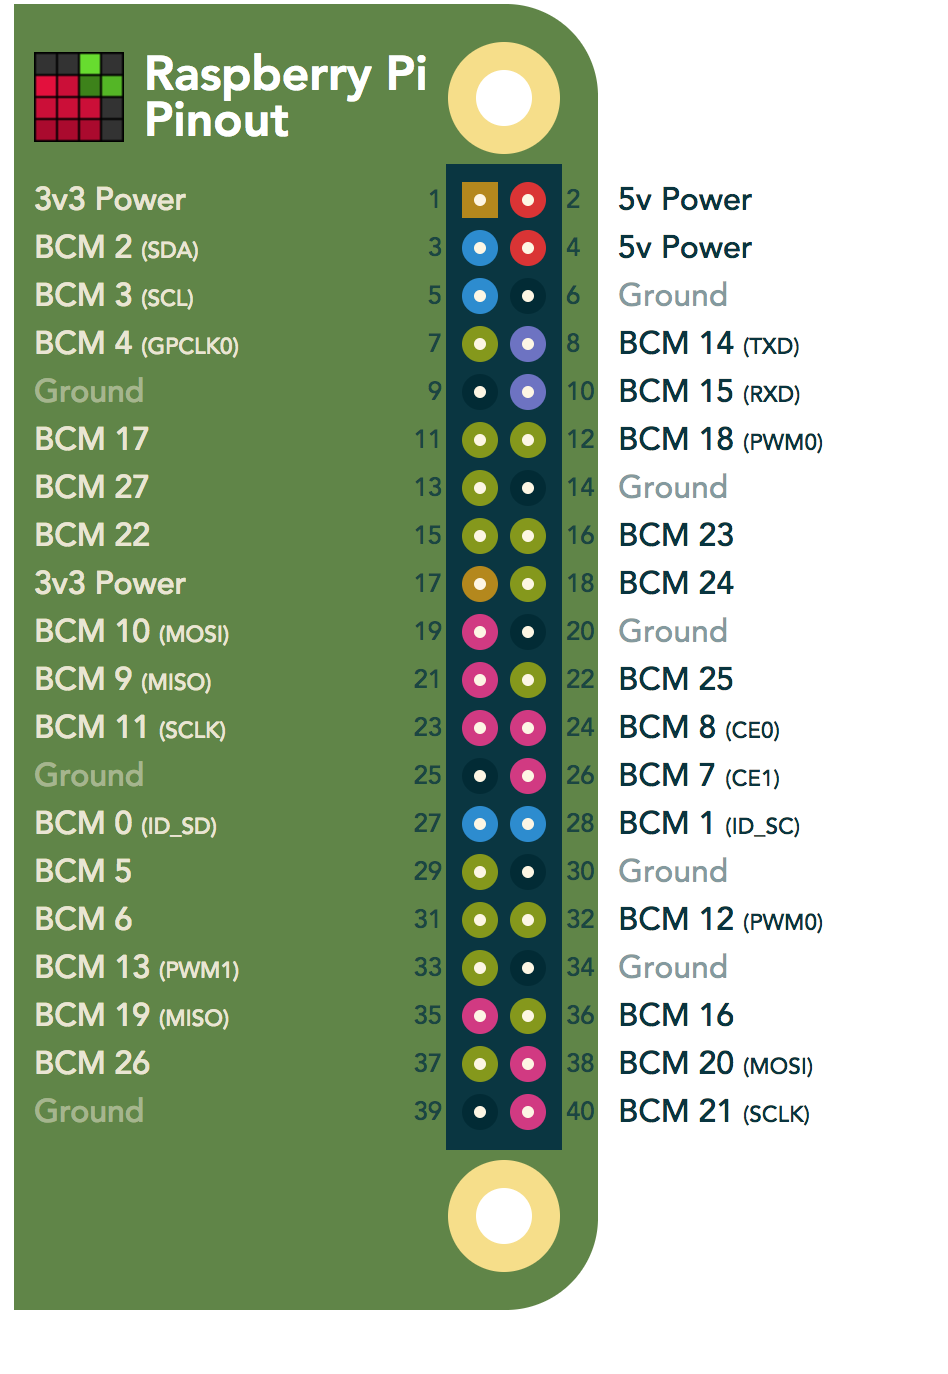 Raspberry Pi
Pinout
3v3 Power 1 2 5v Power
BCM 2 (SDA) 3 4 5v Power
BCM 3 (SCL) 5 6 Ground
BCM 4 (GPCLK0) 7 8 BCM 14 (TXD)
Ground 9 10 BCM 15 (RXD)
BCM 17 11 12 BCM 18 (PWM0)
BCM 27 13 14 Ground
BCM 22 15 16 BCM 23
3v3 Power 17 18 BCM 24
BCM 10 (MOSI) 19 20 Ground
BCM 9 (MISO) 21 22 BCM 25
BCM 11 (SCLK) 23 24 BCM 8 (CE0)
Ground 25 26 BCM 7 (CE1)
BCM 0 (ID_SD) 27 28 BCM 1 (ID_SC)
BCM 5 29 30 Ground
BCM 6 31 32 BCM 12 (PWM0)
BCM 13 (PWM1) 33 34 Ground
BCM 19 (MISO) 35 36 BCM 16
BCM 26 37 38 BCM 20 (MOSI)
Ground 39 40 BCM 21 (SCLK)